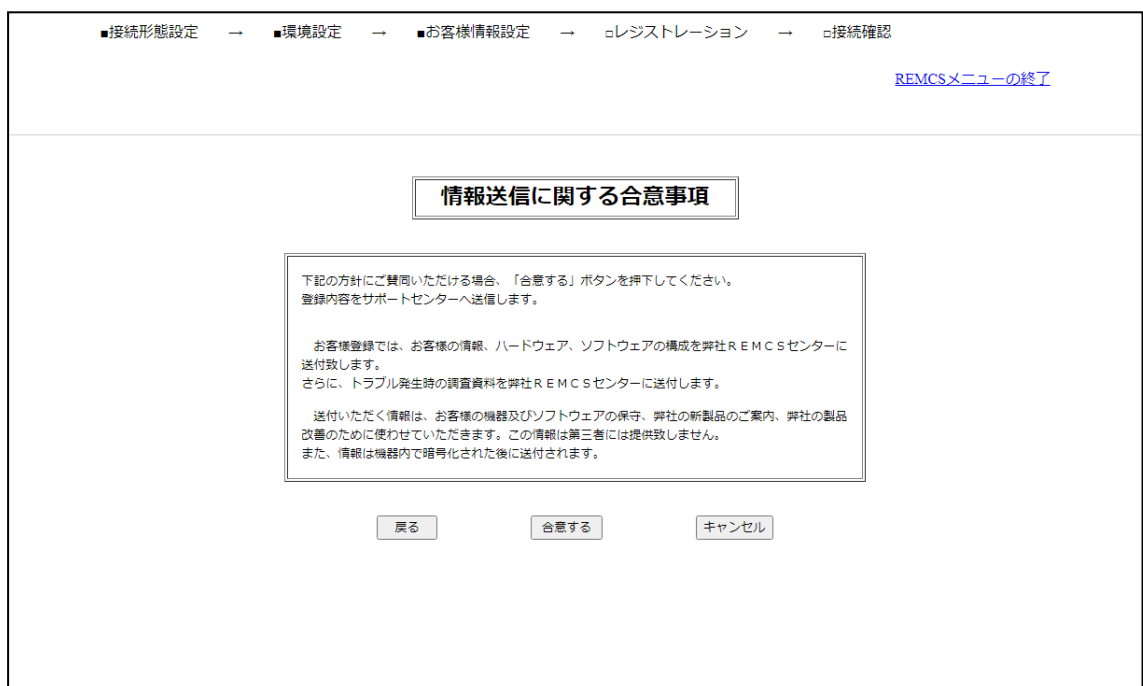 ■接続形態設定 → ■環境設定 → ■お客様情報設定 → □レジストレーション → □接続確認
REMCSメニューの終了
情報送信に関する合意事項
下記の方針にご賛同いただける場合、「合意する」ボタンを押下してください。
登録内容をサポートセンターへ送信します。
お客様登録では、お客様の情報、ハードウェア、ソフトウェアの構成を弊社ＲＥＭＣＳセンターに
送付致します。
さらに、トラブル発生時の調査資料を弊社ＲＥＭＣＳセンターに送付します。
送付いただく情報は、お客様の機器及びソフトウェアの保守、弊社の新製品のご案内、弊社の製品
改善のために使わせていただきます。この情報は第三者には提供致しません。
また、情報は機器内で暗号化された後に送付されます。
戻る 合意する キャンセル